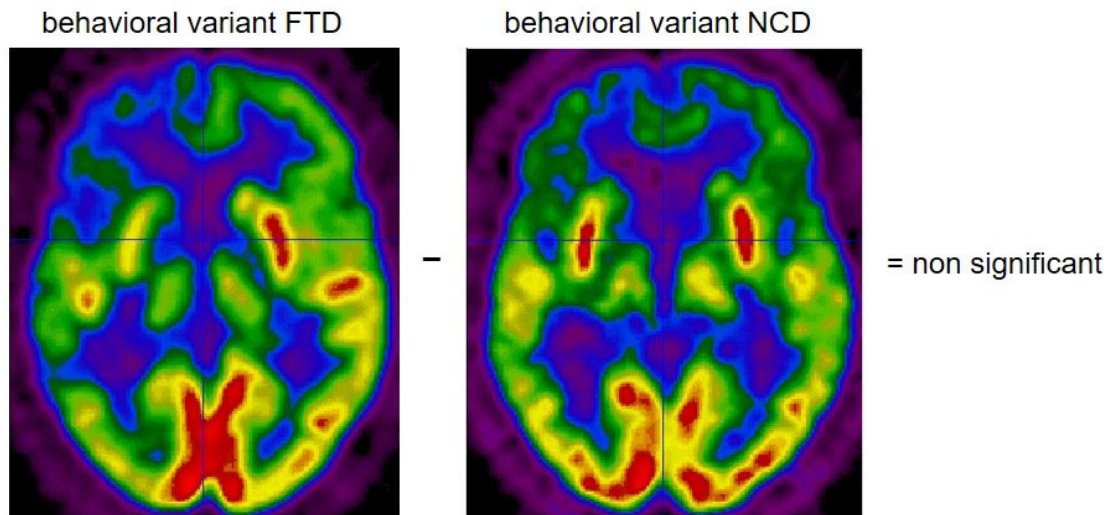 behavioral variant FTD
behavioral variant NCD
–
= non significant